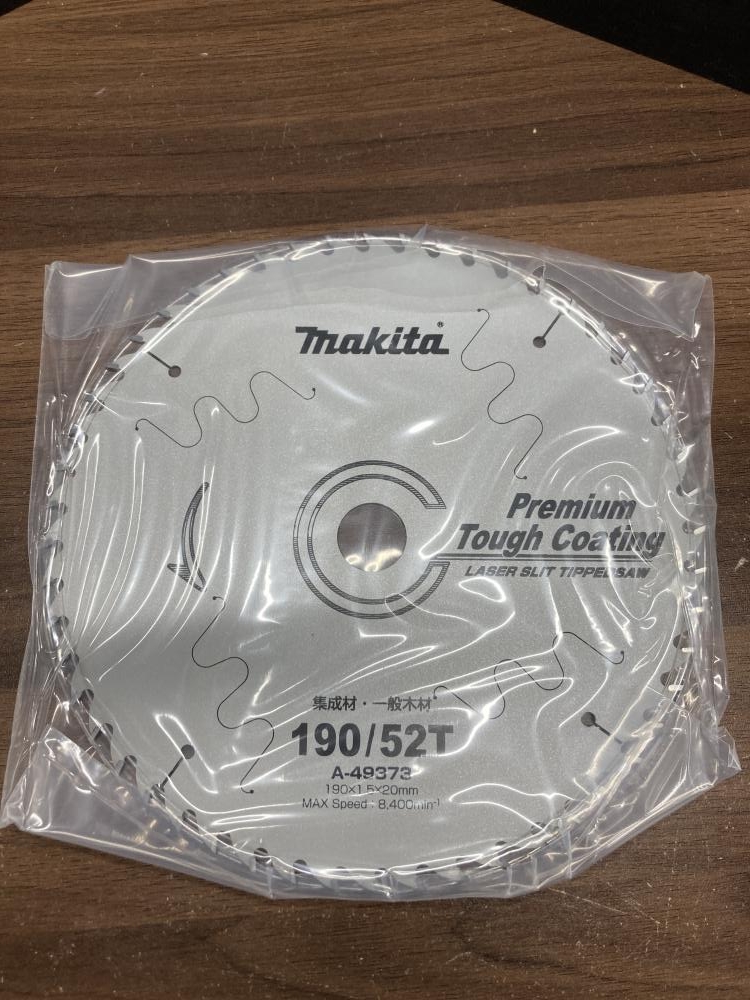 makita®
Premium
Tough Coating
LASER SLIT TIPPED SAW
集成材・一般木材
190/52T
A-49373
190×1.5×20mm
MAX Speed : 8,400min⁻¹